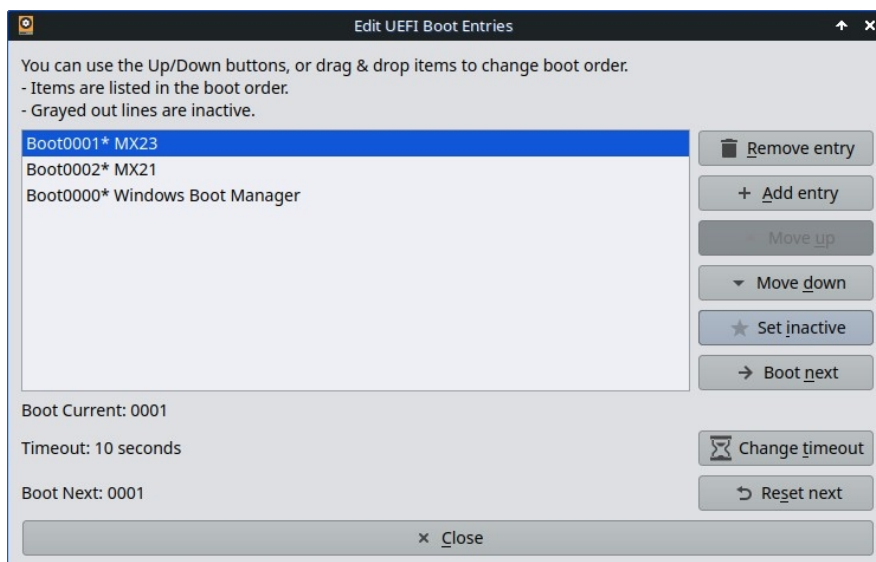 Edit UEFI Boot Entries
You can use the Up/Down buttons, or drag & drop items to change boot order.
- Items are listed in the boot order.
- Grayed out lines are inactive.
Boot0001* MX23
Boot0002* MX21
Boot0000* Windows Boot Manager
Remove entry
+ Add entry
Move up
Move down
Set inactive
Boot next
Boot Current: 0001
Timeout: 10 seconds
Change timeout
Boot Next: 0001
Reset next
Close